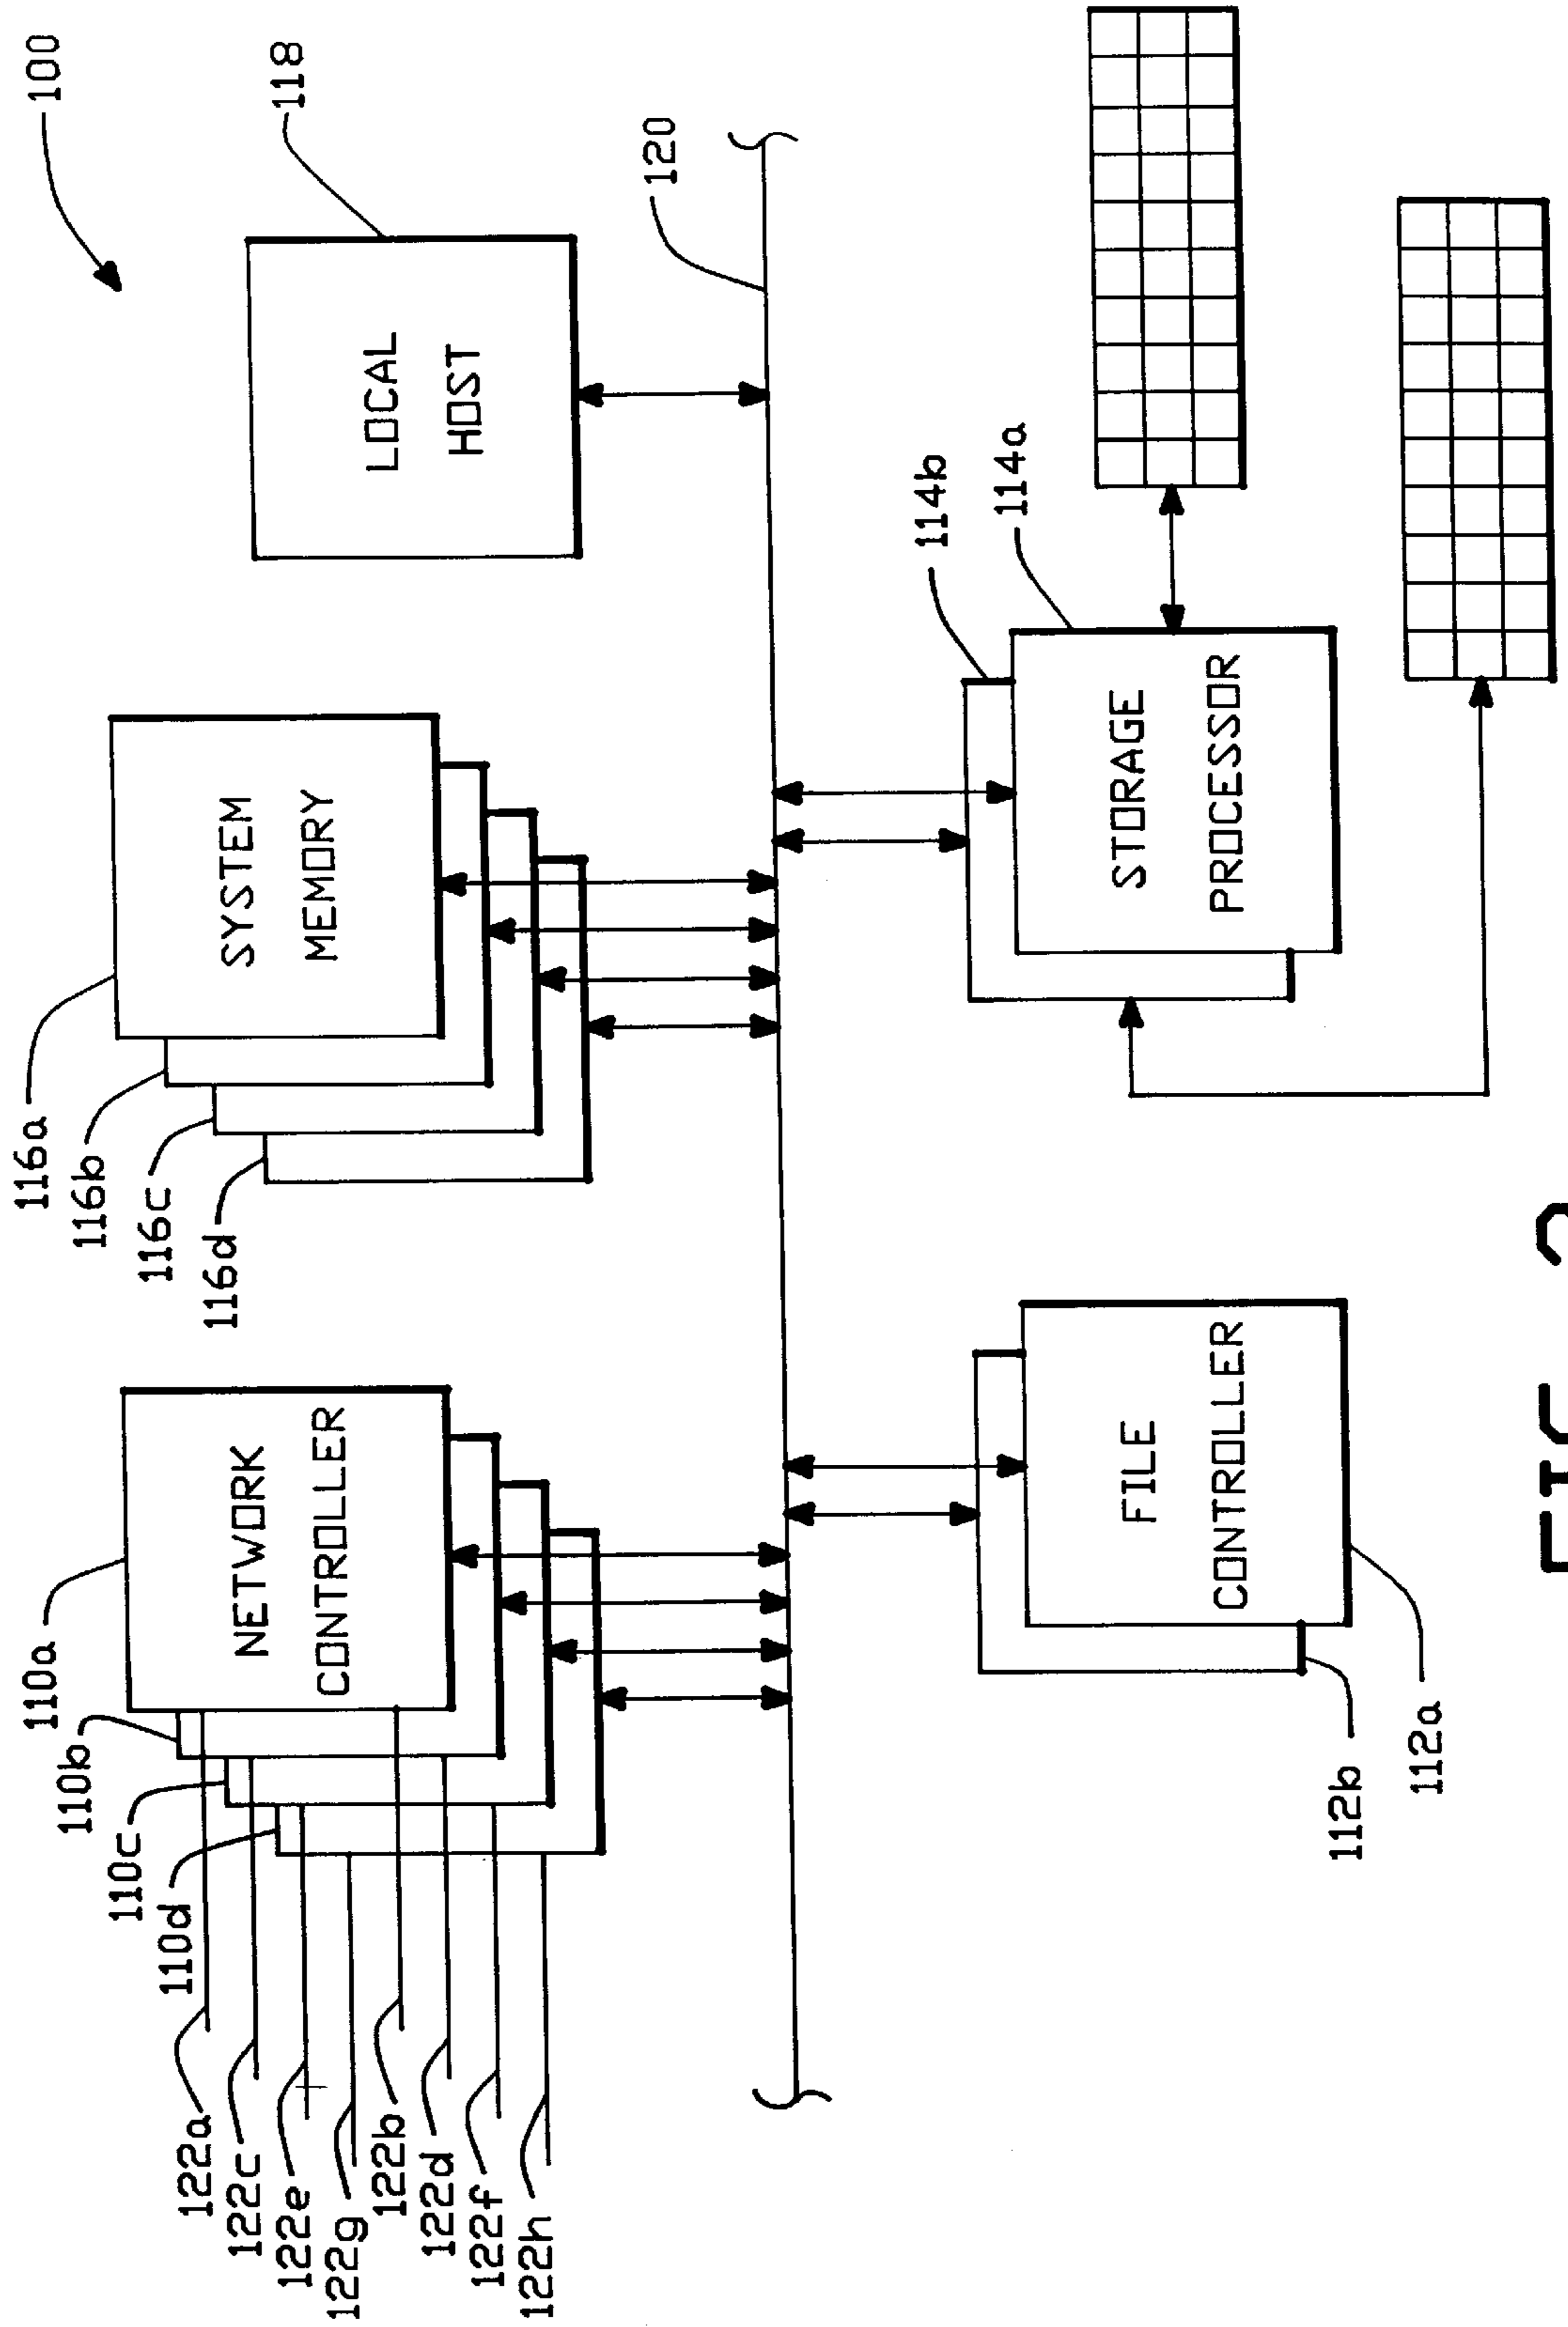 100
118
LOCAL
HOST
120
116a
116b
116c
116d
SYSTEM
MEMORY
110a
110b
110c
110d
NETWORK
CONTROLLER
122a
122c
122e
122g
122b
122d
122f
122h
114b
114a
STORAGE
PROCESSOR
FILE
CONTROLLER
112b
112a